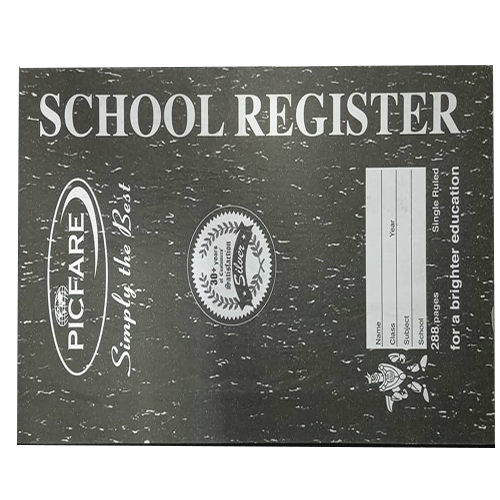 SCHOOL REGISTER
PICFARE
Simply the Best
30+ years
Satisfaction
Silver
Name
Class Year
Subject
School
288,pages Single Ruled
for a brighter education